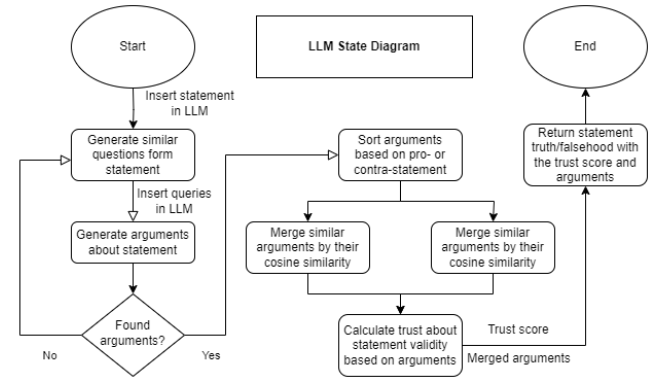 Start
LLM State Diagram
End
Insert statement
in LLM
Generate similar
questions form
statement
Insert queries
in LLM
Generate arguments
about statement
Found
arguments?
No
Yes
Sort arguments
based on pro- or
contra-statement
Merge similar
arguments by their
cosine similarity
Merge similar
arguments by their
cosine similarity
Calculate trust about
statement validity
based on arguments
Trust score
Merged arguments
Return statement
truth/falsehood with
the trust score and
arguments